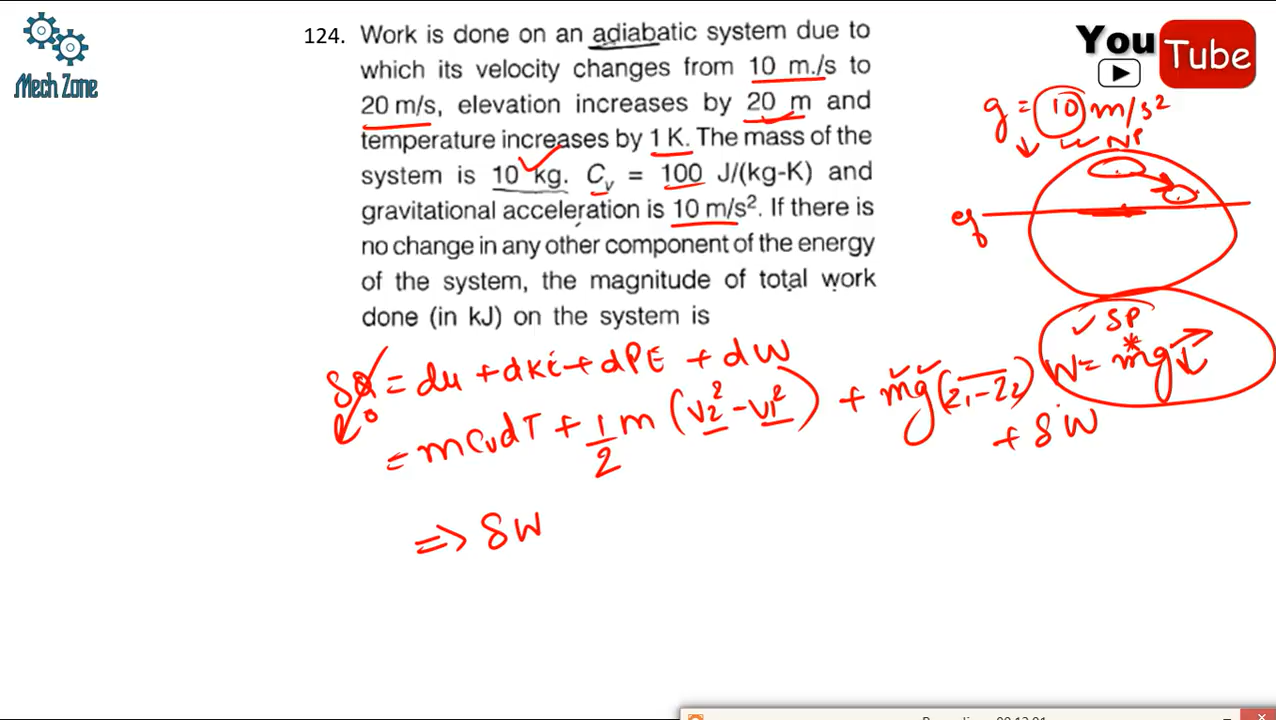 Mech Zone
You Tube
124. Work is done on an adiabatic system due to
which its velocity changes from 10 m./s to
20 m/s, elevation increases by 20 m and
temperature increases by 1 K. The mass of the
system is 10 kg. Cv = 100 J/(kg-K) and
gravitational acceleration is 10 m/s². If there is
no change in any other component of the energy
of the system, the magnitude of total work
done (in kJ) on the system is
g = 10 m/s²
NP
eq
SP
W = mg
δQ = du + dKE + dPE + dW
0
= mCvdT + 1/2 m (V2² - V1²) + mg(Z1-Z2)
+ δW
=> δW